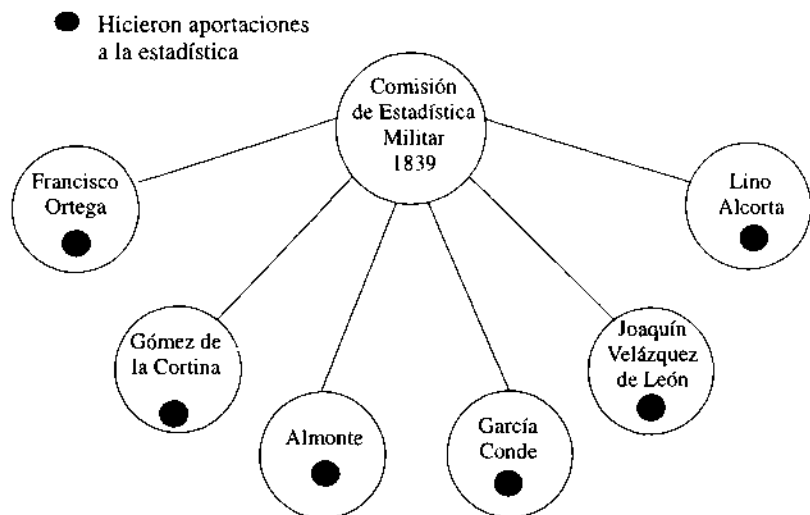 Hicieron aportaciones
a la estadística
Comisión
de Estadística
Militar
1839
Francisco
Ortega
Lino
Alcorta
Gómez de
la Cortina
Joaquín
Velázquez
de León
Almonte
García
Conde